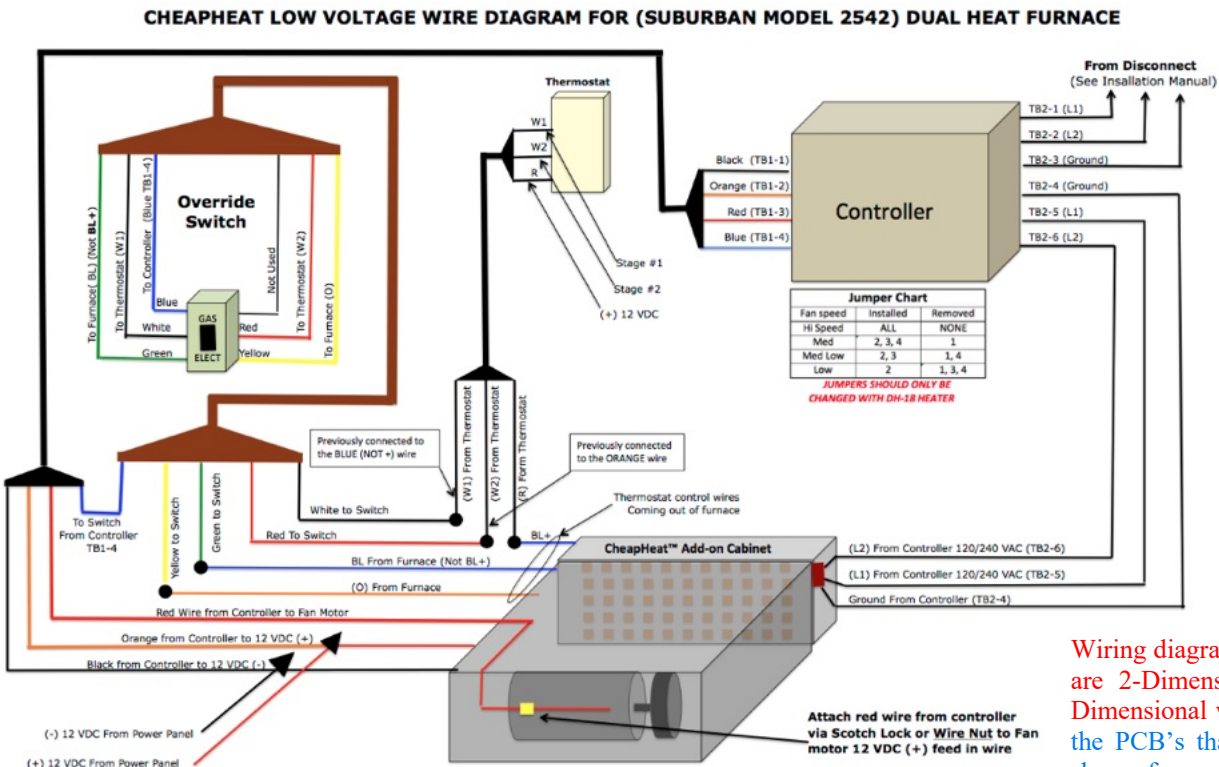 CHEAPHEAT LOW VOLTAGE WIRE DIAGRAM FOR (SUBURBAN MODEL 2542) DUAL HEAT FURNACE
From Disconnect
(See Insallation Manual)
Thermostat
W1
W2
R
Stage #1
Stage #2
(+) 12 VDC
Black (TB1-1)
Orange (TB1-2)
Red (TB1-3)
Blue (TB1-4)
Controller
TB2-1 (L1)
TB2-2 (L2)
TB2-3 (Ground)
TB2-4 (Ground)
TB2-5 (L1)
TB2-6 (L2)
Override
Switch
To Furnace( BL) (Not BL+)
To Thermostat (W1)
To Controller (Blue TB1-4)
Not Used
To Thermostat (W2)
To Furnace (O)
Blue
White
Green
GAS
ELECT
Red
Yellow
Jumper Chart
Fan speed Installed Removed
Hi Speed ALL NONE
Med 2, 3, 4 1
Med Low 2, 3 1, 4
Low 2 1, 3, 4
JUMPERS SHOULD ONLY BE
CHANGED WITH DH-18 HEATER
Previously connected to
the BLUE (NOT +) wire
Previously connected
to the ORANGE wire
(W1) From Thermostat
(W2) From Thermostat
(R) Form Thermostat
Thermostat control wires
Coming out of furnace
To Switch
From Controller
TB1-4
Yellow to Switch
Green to Switch
White to Switch
Red To Switch
BL+
BL From Furnace (Not BL+)
(O) From Furnace
Red Wire from Controller to Fan Motor
Orange from Controller to 12 VDC (+)
Black from Controller to 12 VDC (-)
(-) 12 VDC From Power Panel
(+) 12 VDC From Power Panel
CheapHeat™ Add-on Cabinet
(L2) From Controller 120/240 VAC (TB2-6)
(L1) From Controller 120/240 VAC (TB2-5)
Ground From Controller (TB2-4)
Attach red wire from controller
via Scotch Lock or Wire Nut to Fan
motor 12 VDC (+) feed in wire
Wiring diagra
are 2-Dimens
Dimensional
the PCB's tha